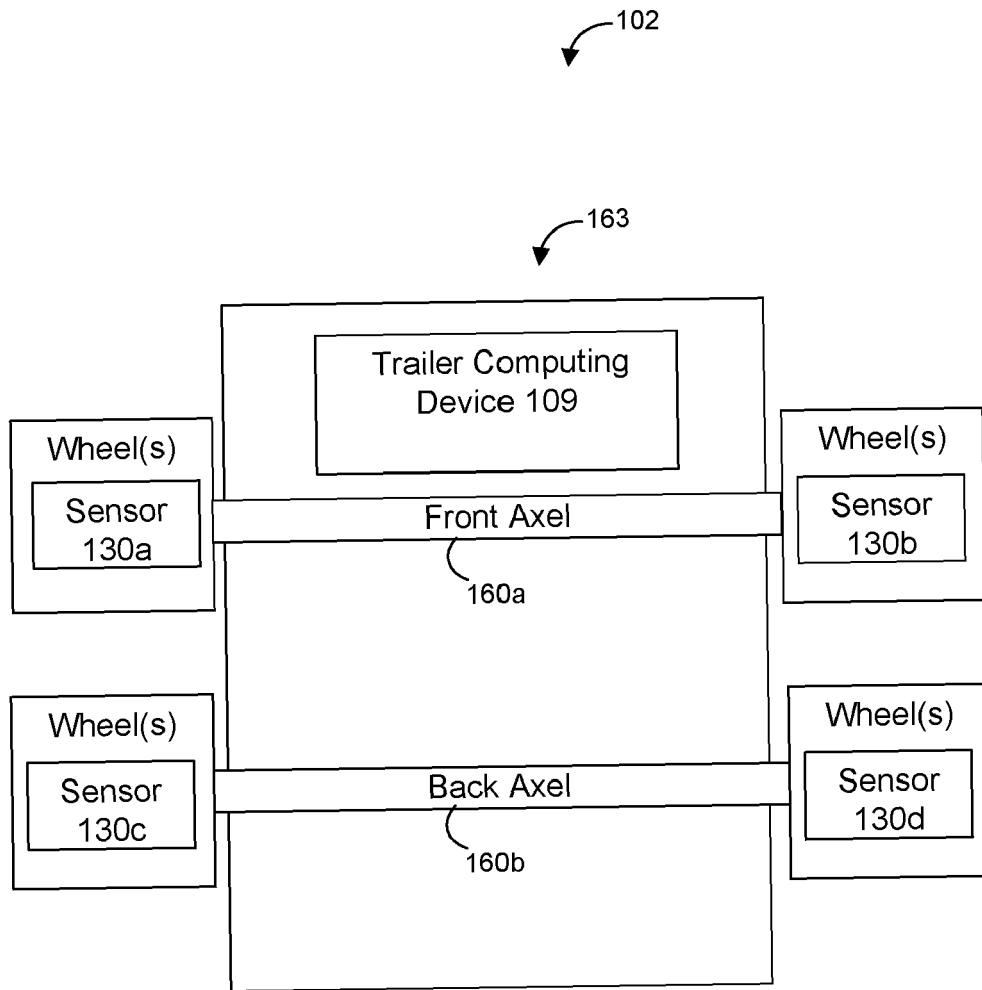 102
163
Trailer Computing
Device 109
Wheel(s)
Sensor
130a
Front Axel
160a
Wheel(s)
Sensor
130b
Wheel(s)
Sensor
130c
Back Axel
160b
Wheel(s)
Sensor
130d